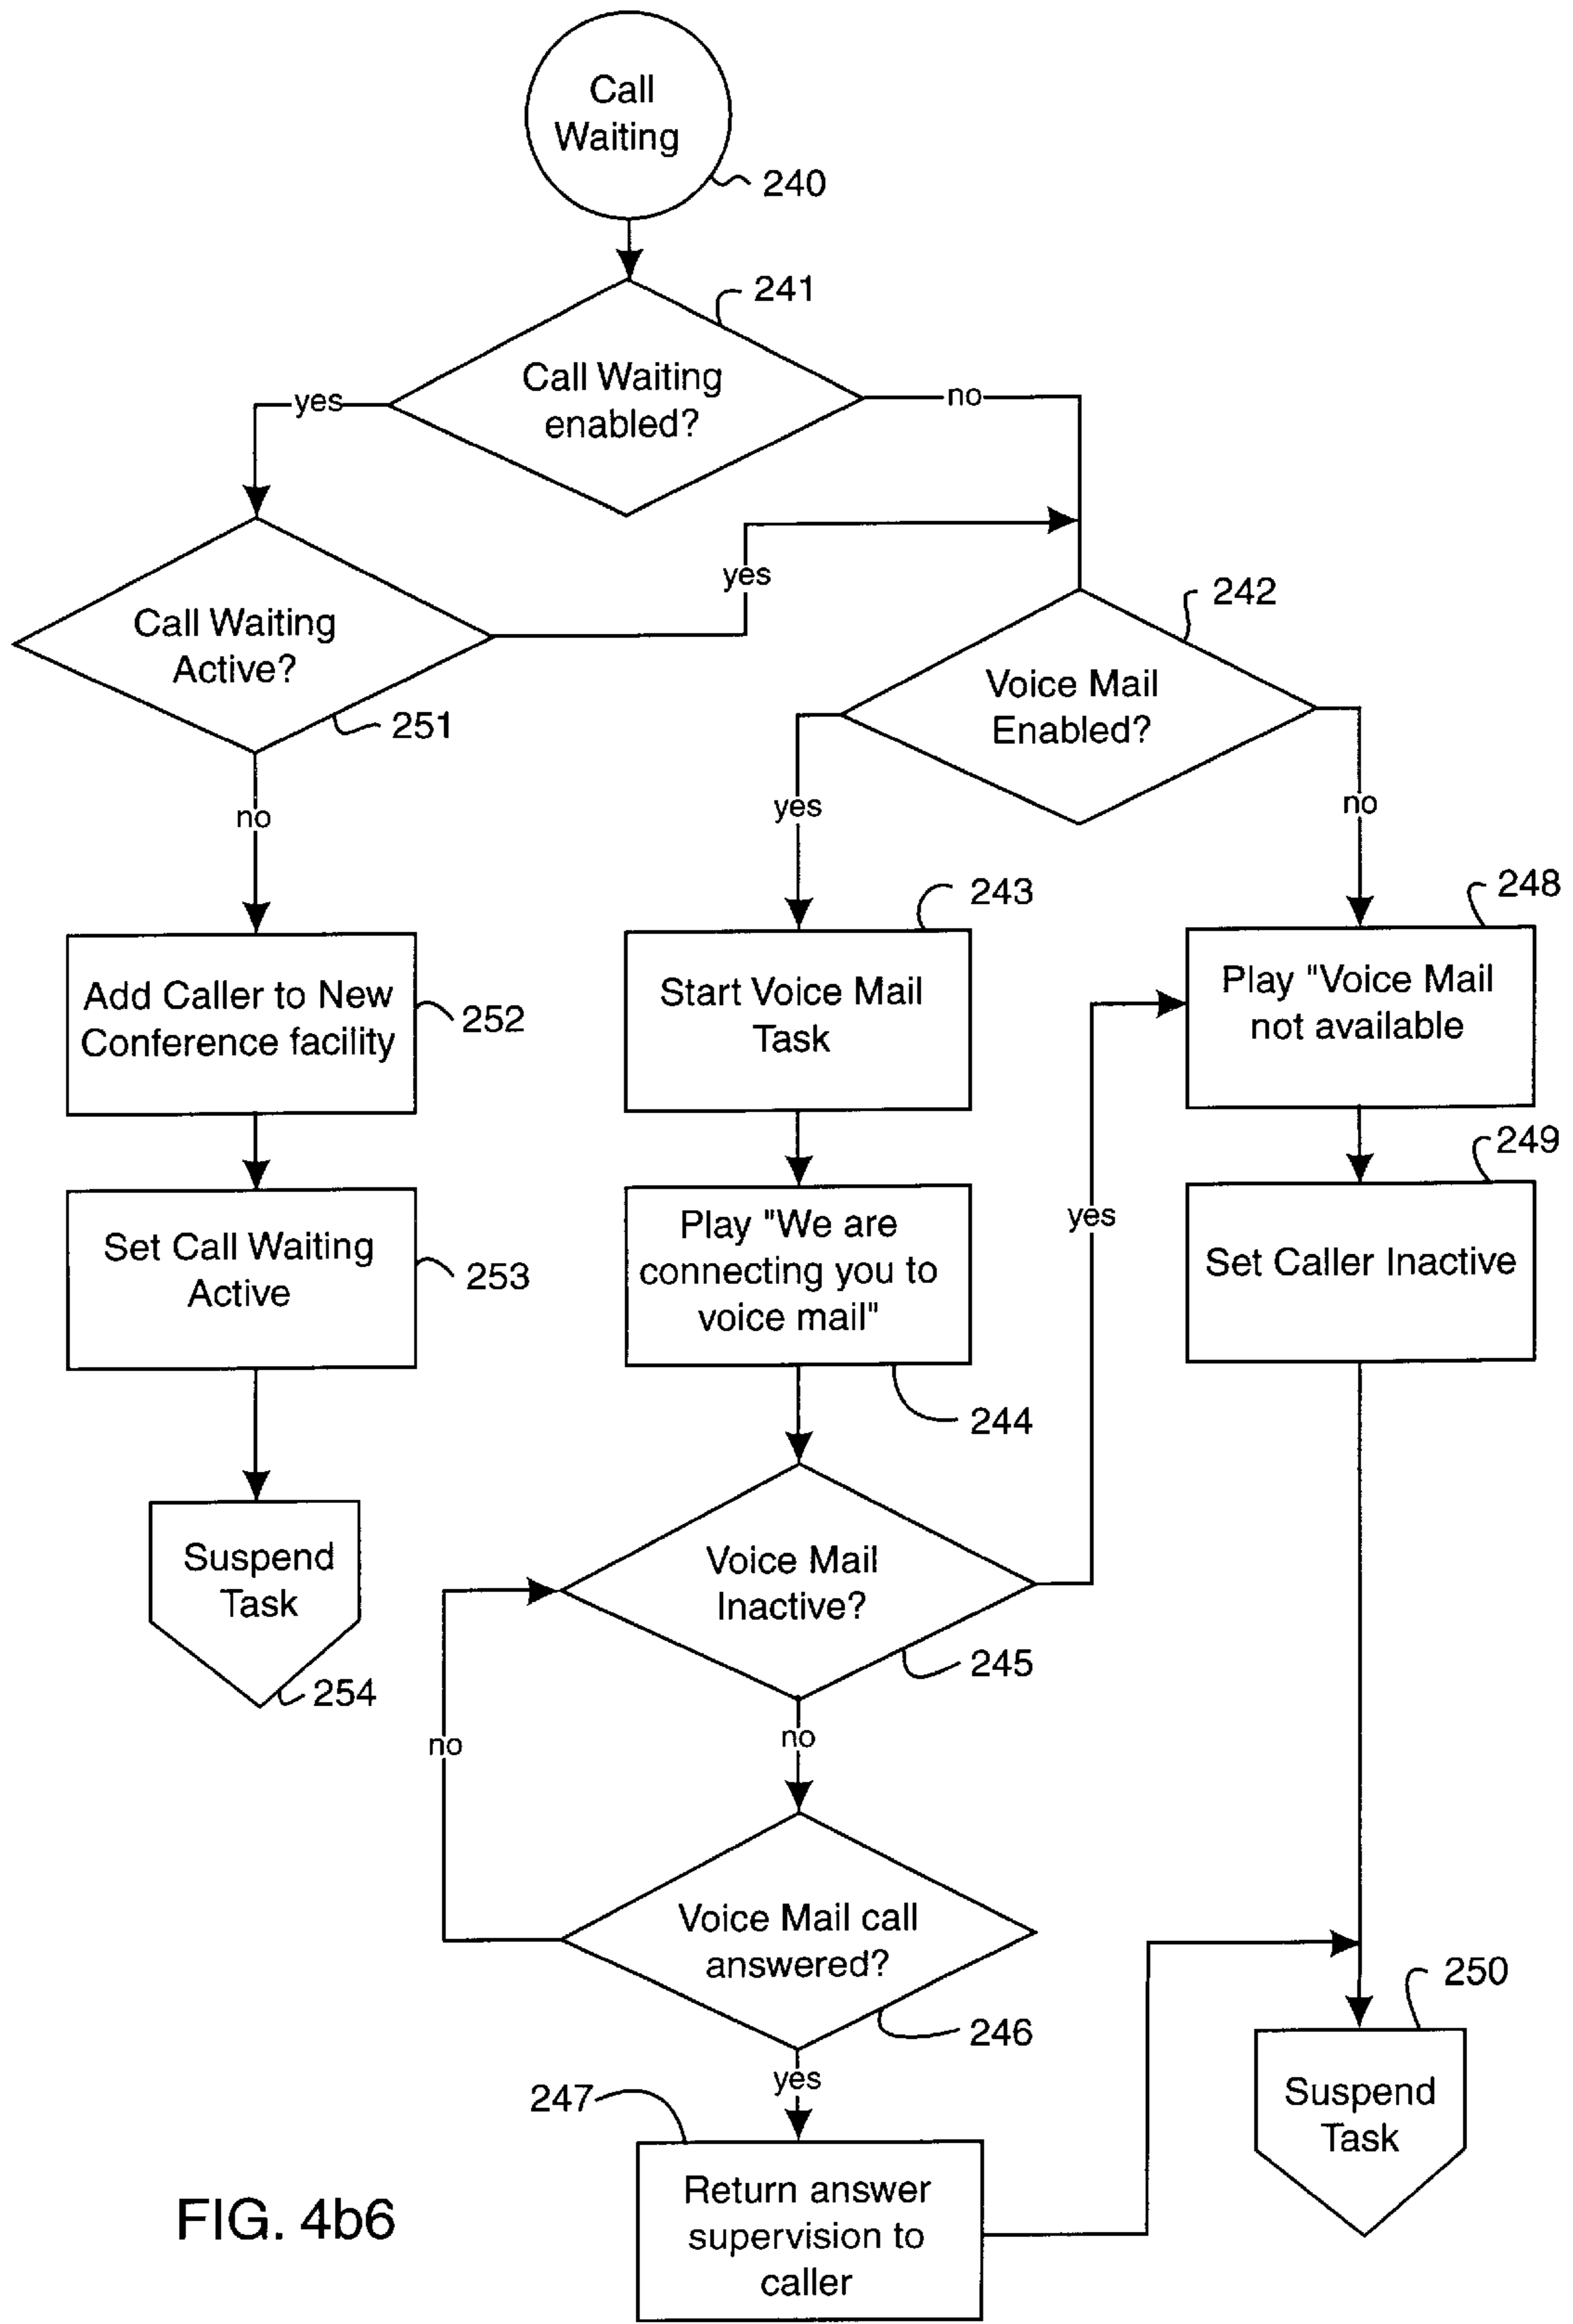 Call
Waiting
240
241
Call Waiting
enabled?
yes
no
yes
242
Call Waiting
Active?
251
Voice Mail
Enabled?
no
yes
no
243
248
Add Caller to New
Conference facility
252
Start Voice Mail
Task
Play "Voice Mail
not available
249
Set Call Waiting
Active
253
Play "We are
connecting you to
voice mail"
244
yes
Set Caller Inactive
Suspend
Task
254
Voice Mail
Inactive?
245
no
no
Voice Mail call
answered?
246
250
yes
247
Suspend
Task
Return answer
supervision to
caller
FIG. 4b6